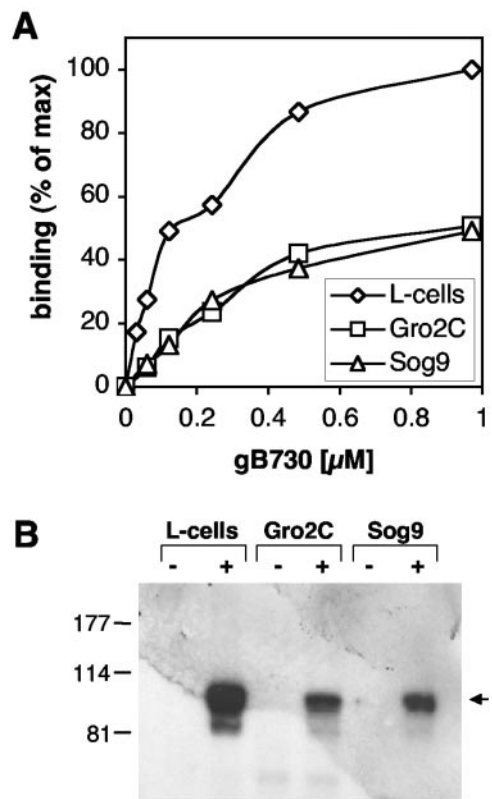 A
100
80
60
40
20
0
binding (% of max)
L-cells
Gro2C
Sog9
0 0.2 0.4 0.6 0.8 1
gB730 [µM]
B
L-cells Gro2C Sog9
- + - + - +
177
114
81